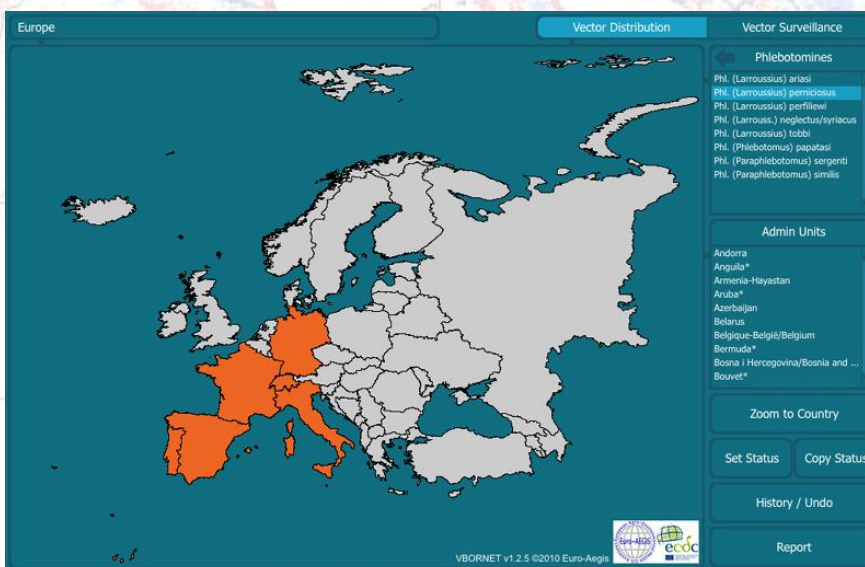 Europe
Vector Distribution
Vector Surveillance
Phlebotomines
Phl. (Larroussius) ariasi
Phl. (Larroussius) perniciosus
Phl. (Larroussius) perfiliewi
Phl. (Larrouss.) neglectus/syriacus
Phl. (Larroussius) tobbi
Phl. (Phlebotomus) papatasi
Phl. (Paraphlebotomus) sergenti
Phl. (Paraphlebotomus) similis
Admin Units
Andorra
Anguila*
Armenia-Hayastan
Aruba*
Azerbaijan
Belarus
Belgique-België/Belgium
Bermuda*
Bosna i Hercegovina/Bosnia and ...
Bouvet*
Zoom to Country
Set Status
Copy Status
History / Undo
Report
Euro-AEGIS
ecdc
VBORNET v1.2.5 ©2010 Euro-Aegis